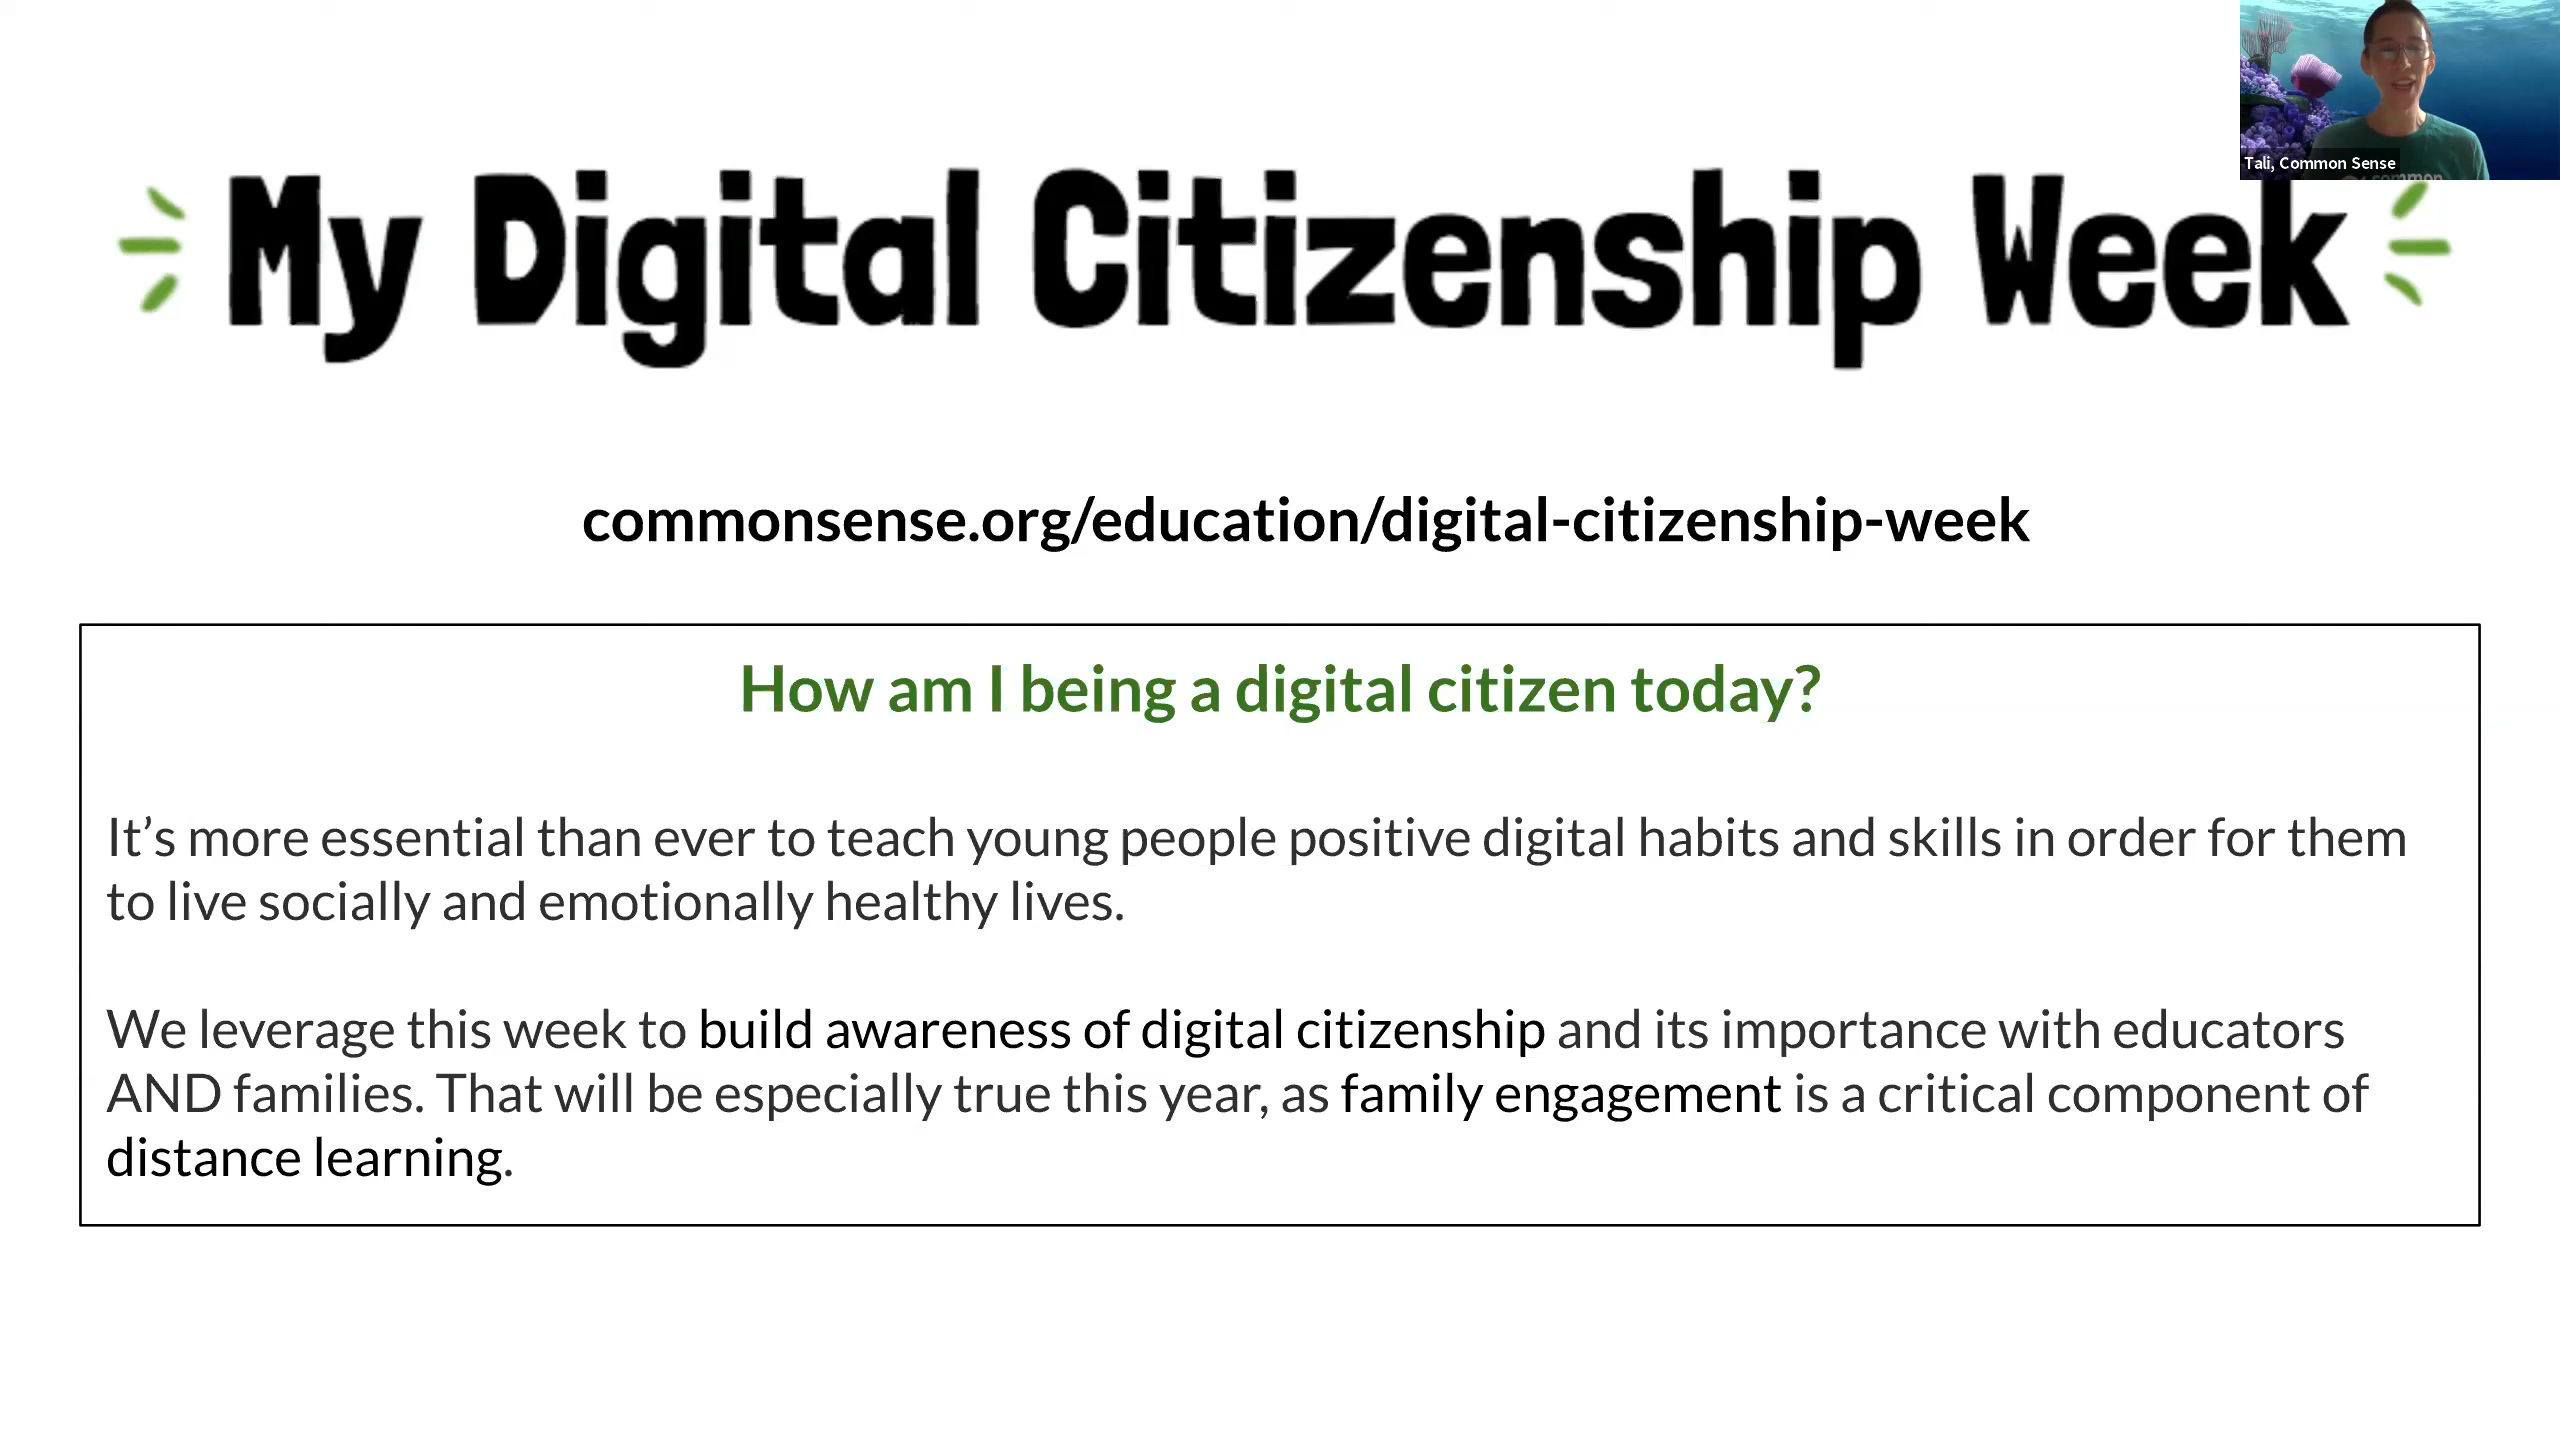 My Digital Citizenship Week
Tali, Common Sense
common
commonsense.org/education/digital-citizenship-week
How am I being a digital citizen today?
It’s more essential than ever to teach young people positive digital habits and skills in order for them
to live socially and emotionally healthy lives.
We leverage this week to build awareness of digital citizenship and its importance with educators
AND families. That will be especially true this year, as family engagement is a critical component of
distance learning.